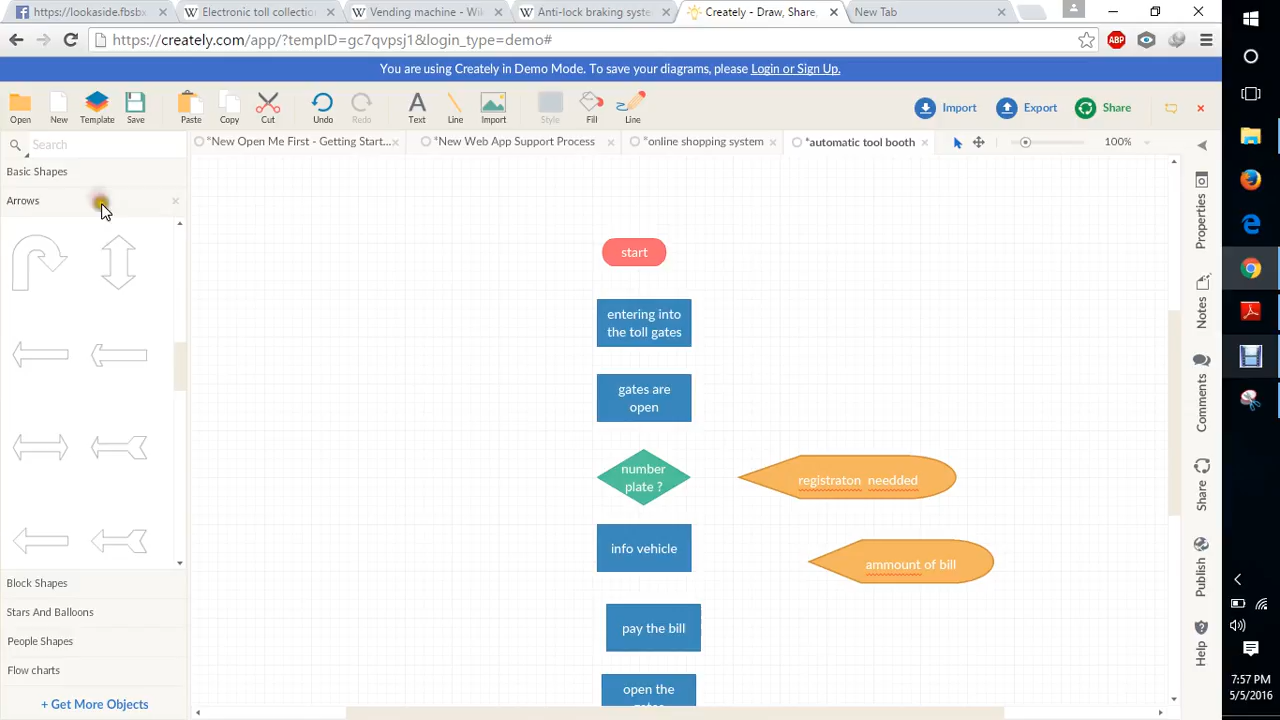 https://lookaside.fbsbx
Electronic toll collection
Vending machine - Wik
Anti-lock braking syste
Creately - Draw, Share,
New Tab
https://creately.com/app/?tempID=gc7qvpsj1&login_type=demo#
ABP
You are using Creately in Demo Mode. To save your diagrams, please Login or Sign Up.
Open
New
Template
Save
Paste
Copy
Cut
Undo
Redo
Text
Line
Import
Style
Fill
Line
Import
Export
Share
Search
*New Open Me First - Getting Start...
*New Web App Support Process
*online shopping system
*automatic tool booth
100%
Basic Shapes
Arrows
Block Shapes
Stars And Balloons
People Shapes
Flow charts
+ Get More Objects
start
entering into
the toll gates
gates are
open
number
plate ?
registraton needded
info vehicle
ammount of bill
pay the bill
open the
Properties
Notes
Comments
Share
Publish
Help
7:57 PM
5/5/2016